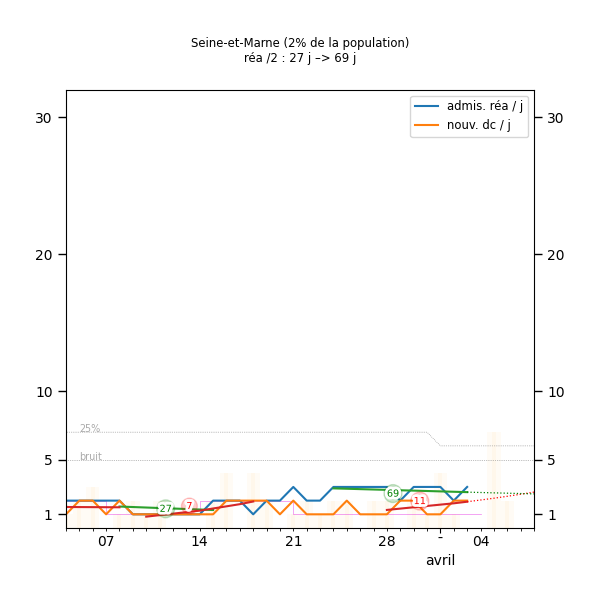 Seine-et-Marne (2% de la population)
réa /2 : 27 j –> 69 j
admis. réa / j
nouv. dc / j
30 30
20 20
10 10
25%
5 bruit 5
69
11
27 7
1 1
07 14 21 28 - 04
avril